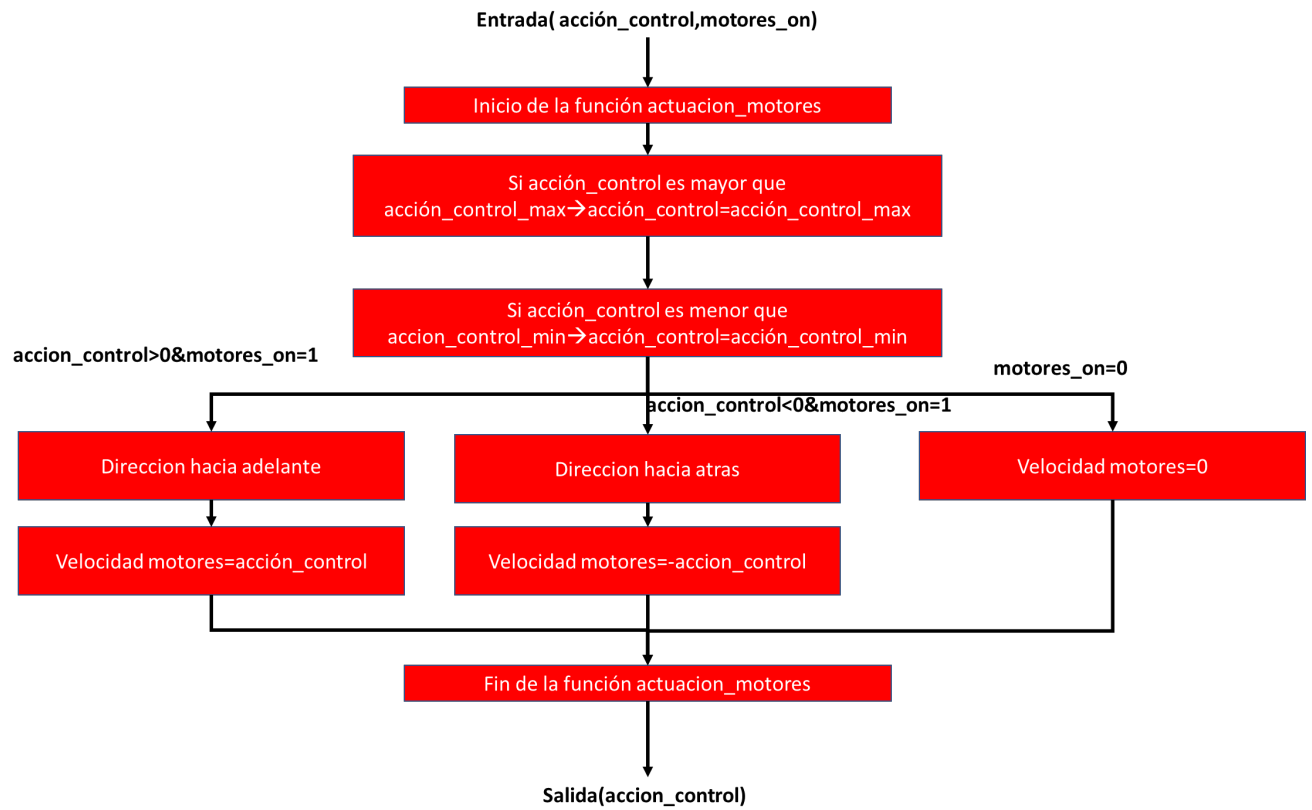 Entrada( acción_control,motores_on)
Inicio de la función actuacion_motores
Si acción_control es mayor que
acción_control_max→acción_control=acción_control_max
Si acción_control es menor que
accion_control_min→acción_control=acción_control_min
accion_control>0&motores_on=1
motores_on=0
accion_control<0&motores_on=1
Direccion hacia adelante
Direccion hacia atras
Velocidad motores=0
Velocidad motores=acción_control
Velocidad motores=-accion_control
Fin de la función actuacion_motores
Salida(accion_control)